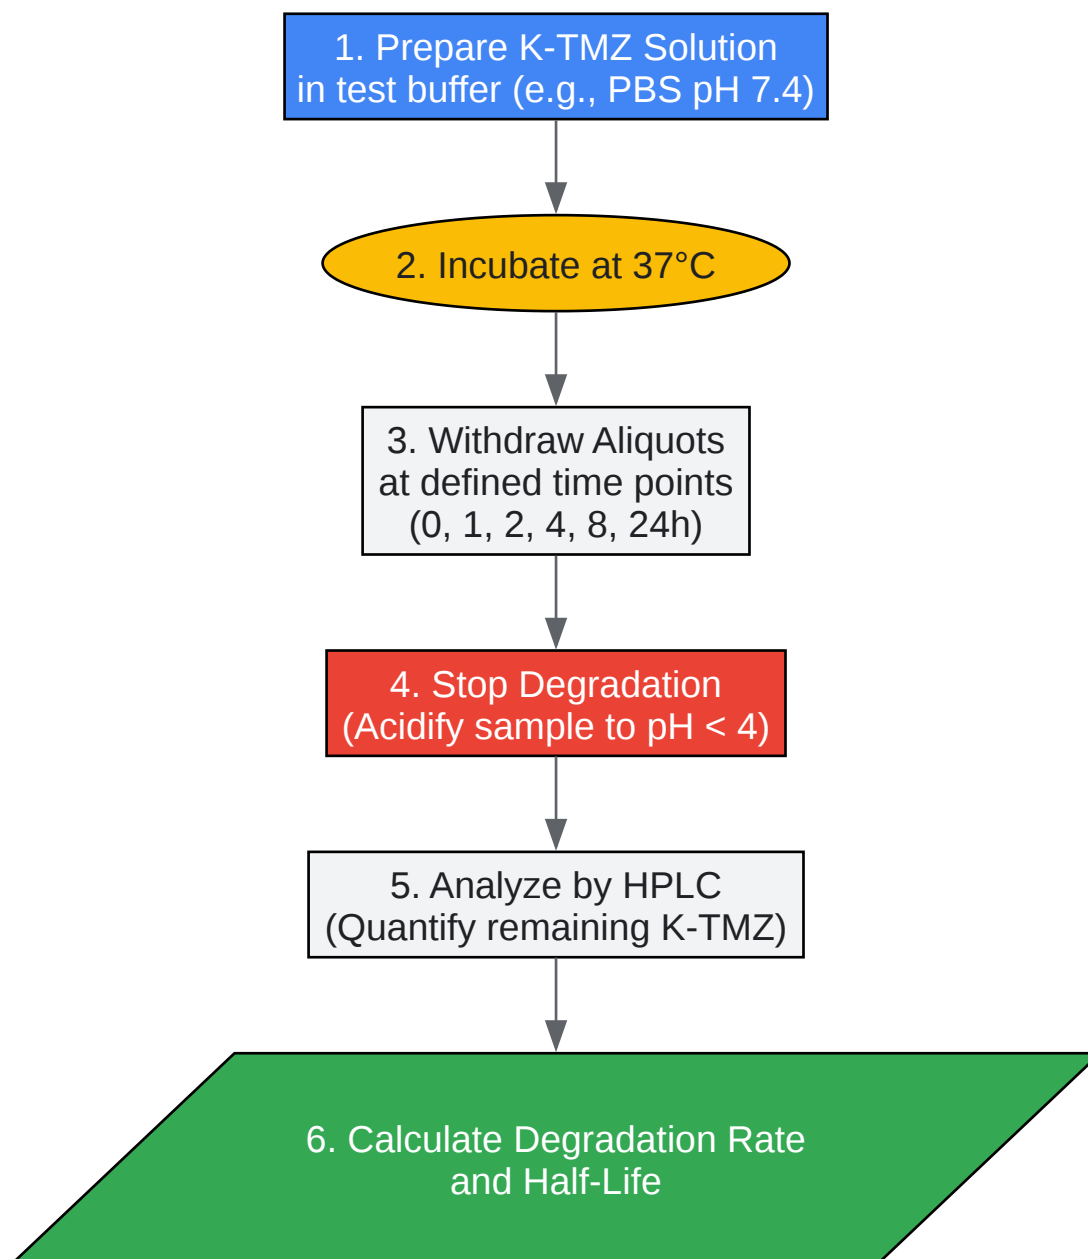 1. Prepare K-TMZ Solution
in test buffer (e.g., PBS pH 7.4)
2. Incubate at 37°C
3. Withdraw Aliquots
at defined time points
(0, 1, 2, 4, 8, 24h)
4. Stop Degradation
(Acidify sample to pH < 4)
5. Analyze by HPLC
(Quantify remaining K-TMZ)
6. Calculate Degradation Rate
and Half-Life